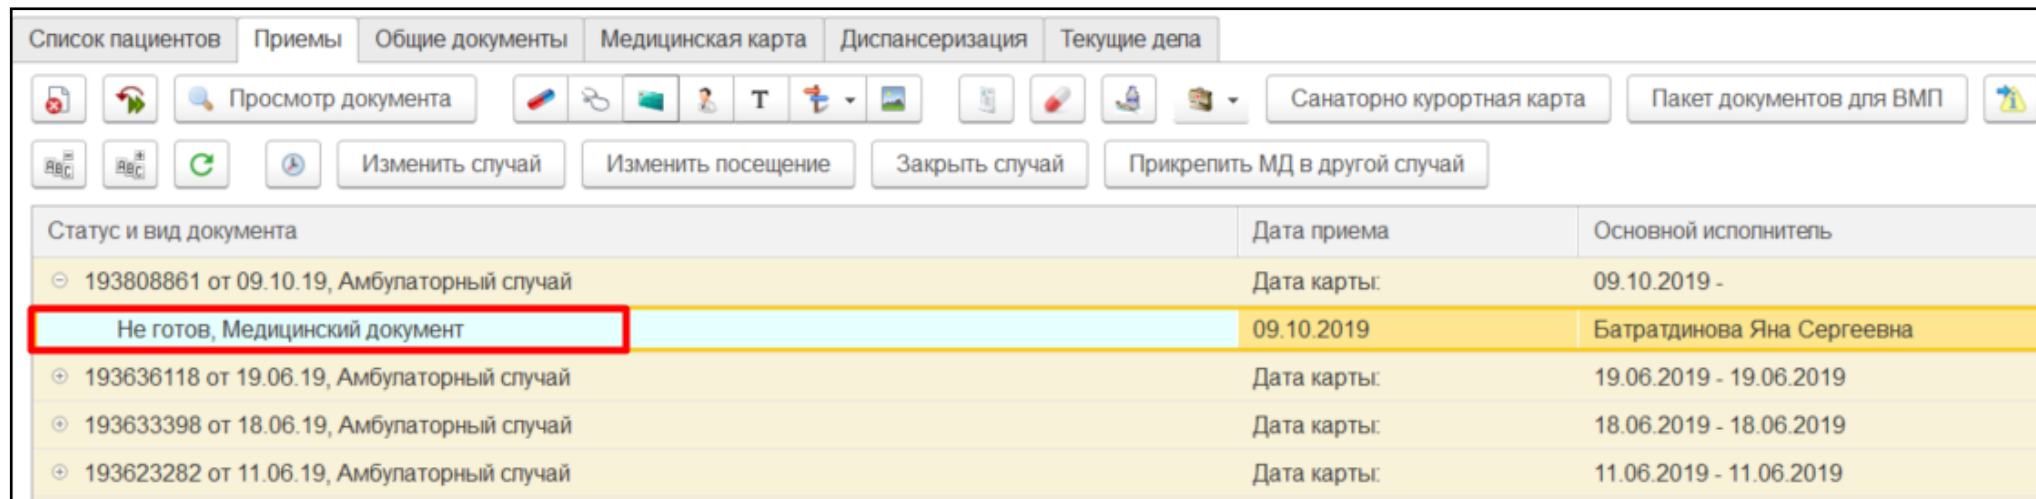 Список пациентов Приемы Общие документы Медицинская карта Диспансеризация Текущие дела
Просмотр документа T Санаторно курортная карта Пакет документов для ВМП
ABC ABC Изменить случай Изменить посещение Закрыть случай Прикрепить МД в другой случай
Статус и вид документа Дата приема Основной исполнитель
193808861 от 09.10.19, Амбулаторный случай Дата карты: 09.10.2019 -
Не готов, Медицинский документ 09.10.2019 Батратдинова Яна Сергеевна
193636118 от 19.06.19, Амбулаторный случай Дата карты: 19.06.2019 - 19.06.2019
193633398 от 18.06.19, Амбулаторный случай Дата карты: 18.06.2019 - 18.06.2019
193623282 от 11.06.19, Амбулаторный случай Дата карты: 11.06.2019 - 11.06.2019